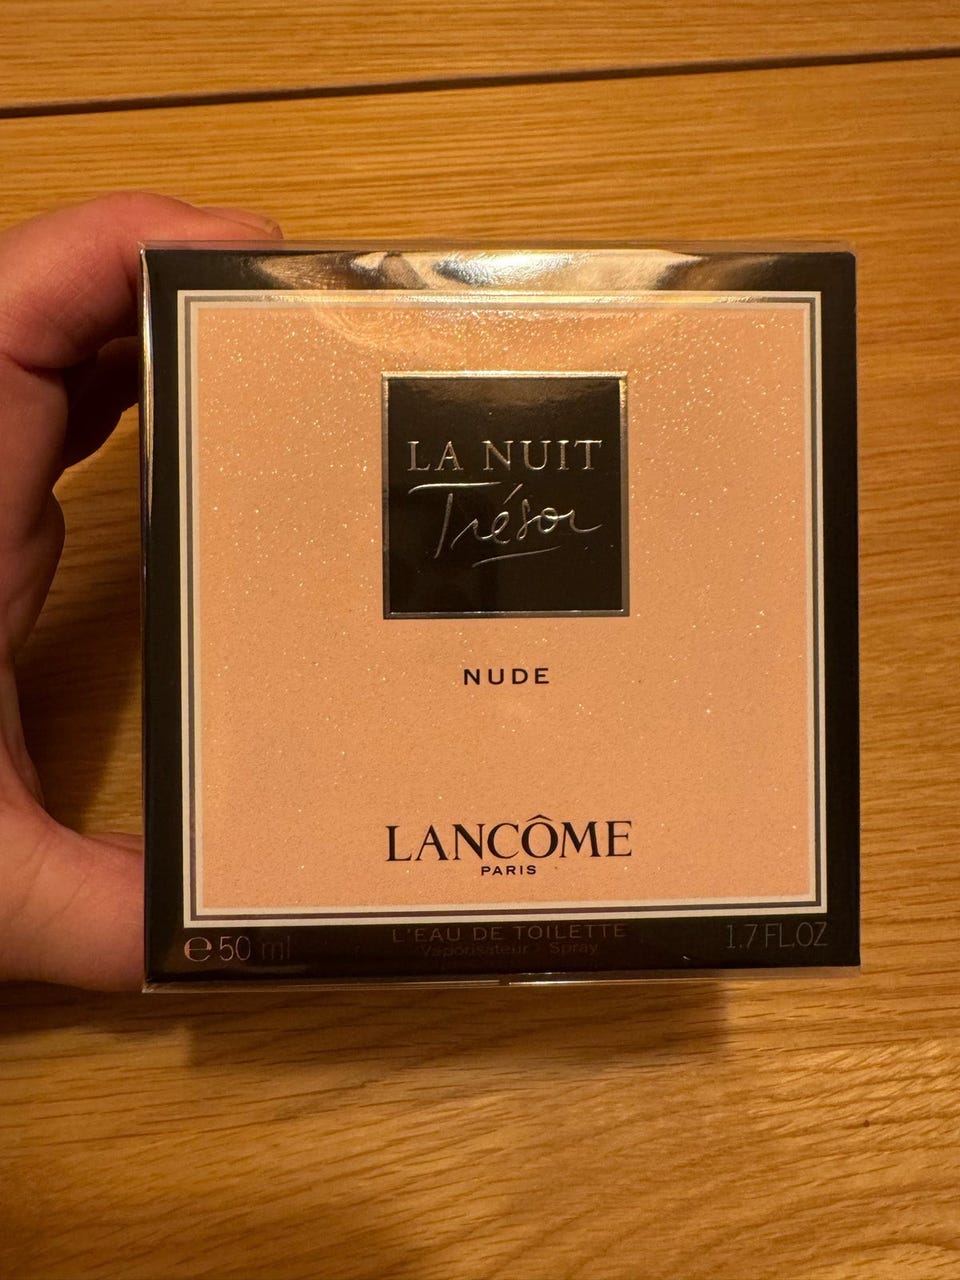 LA NUIT
Trésor
NUDE
LANCÔME
PARIS
L'EAU DE TOILETTE
Vaporisateur - Spray
e 50 ml
1.7 FL.OZ